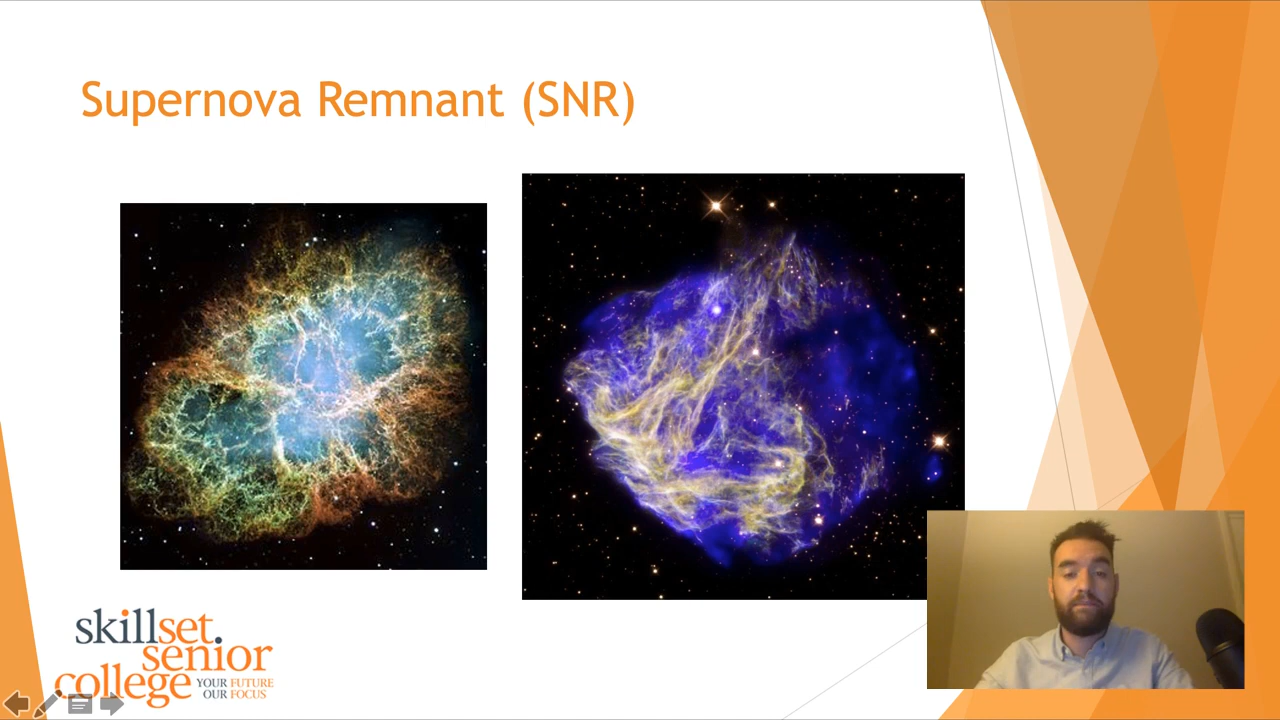 Supernova Remnant (SNR)
skillset.
senior
college YOUR FUTURE
OUR FOCUS